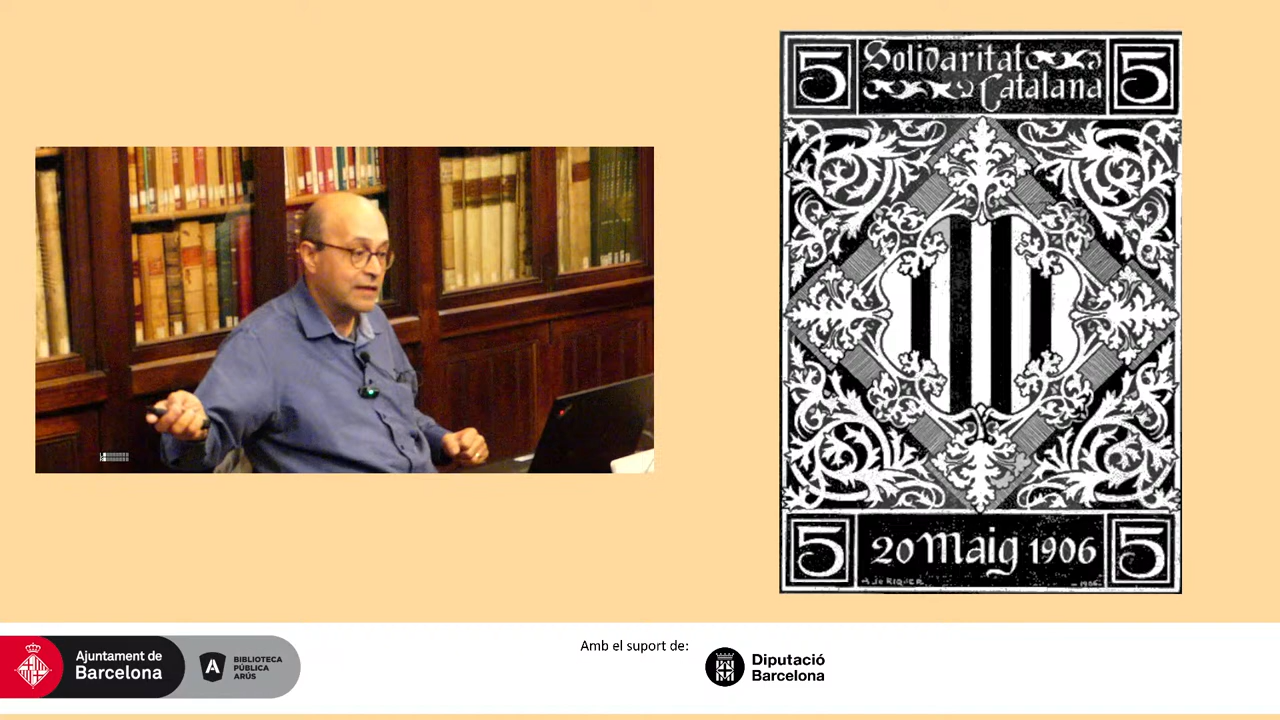 5
Solidaritat
Catalana
5
5
20 Maig 1906
5
A. de RIQUER
1906
Ajuntament de
Barcelona
A
BIBLIOTECA
PÚBLICA
ARÚS
Amb el suport de:
Diputació
Barcelona